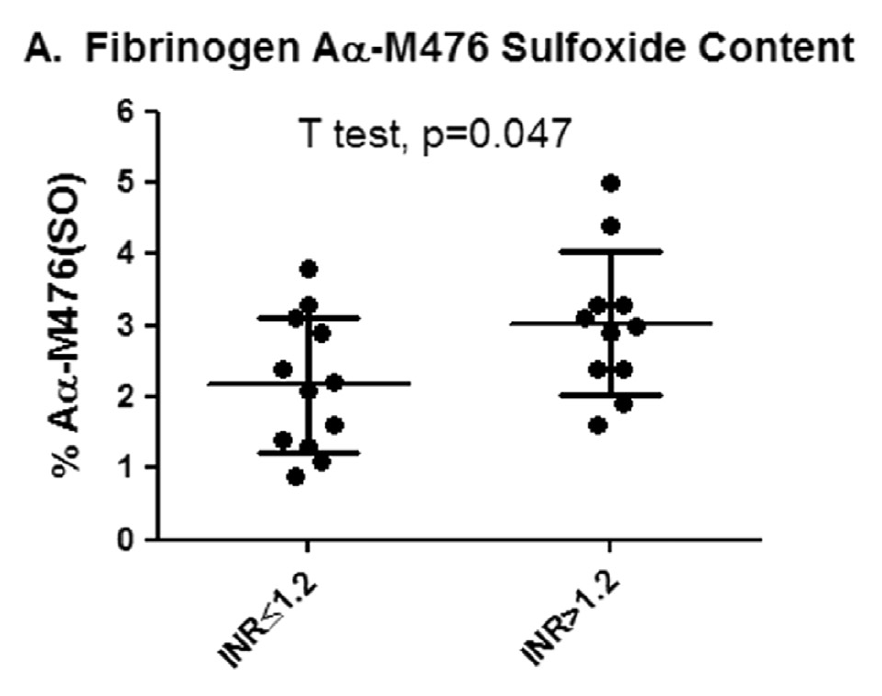 A. Fibrinogen Aα-M476 Sulfoxide Content
T test, p=0.047
% Aα-M476(SO)
6
5
4
3
2
1
0
INR≤1.2
INR>1.2